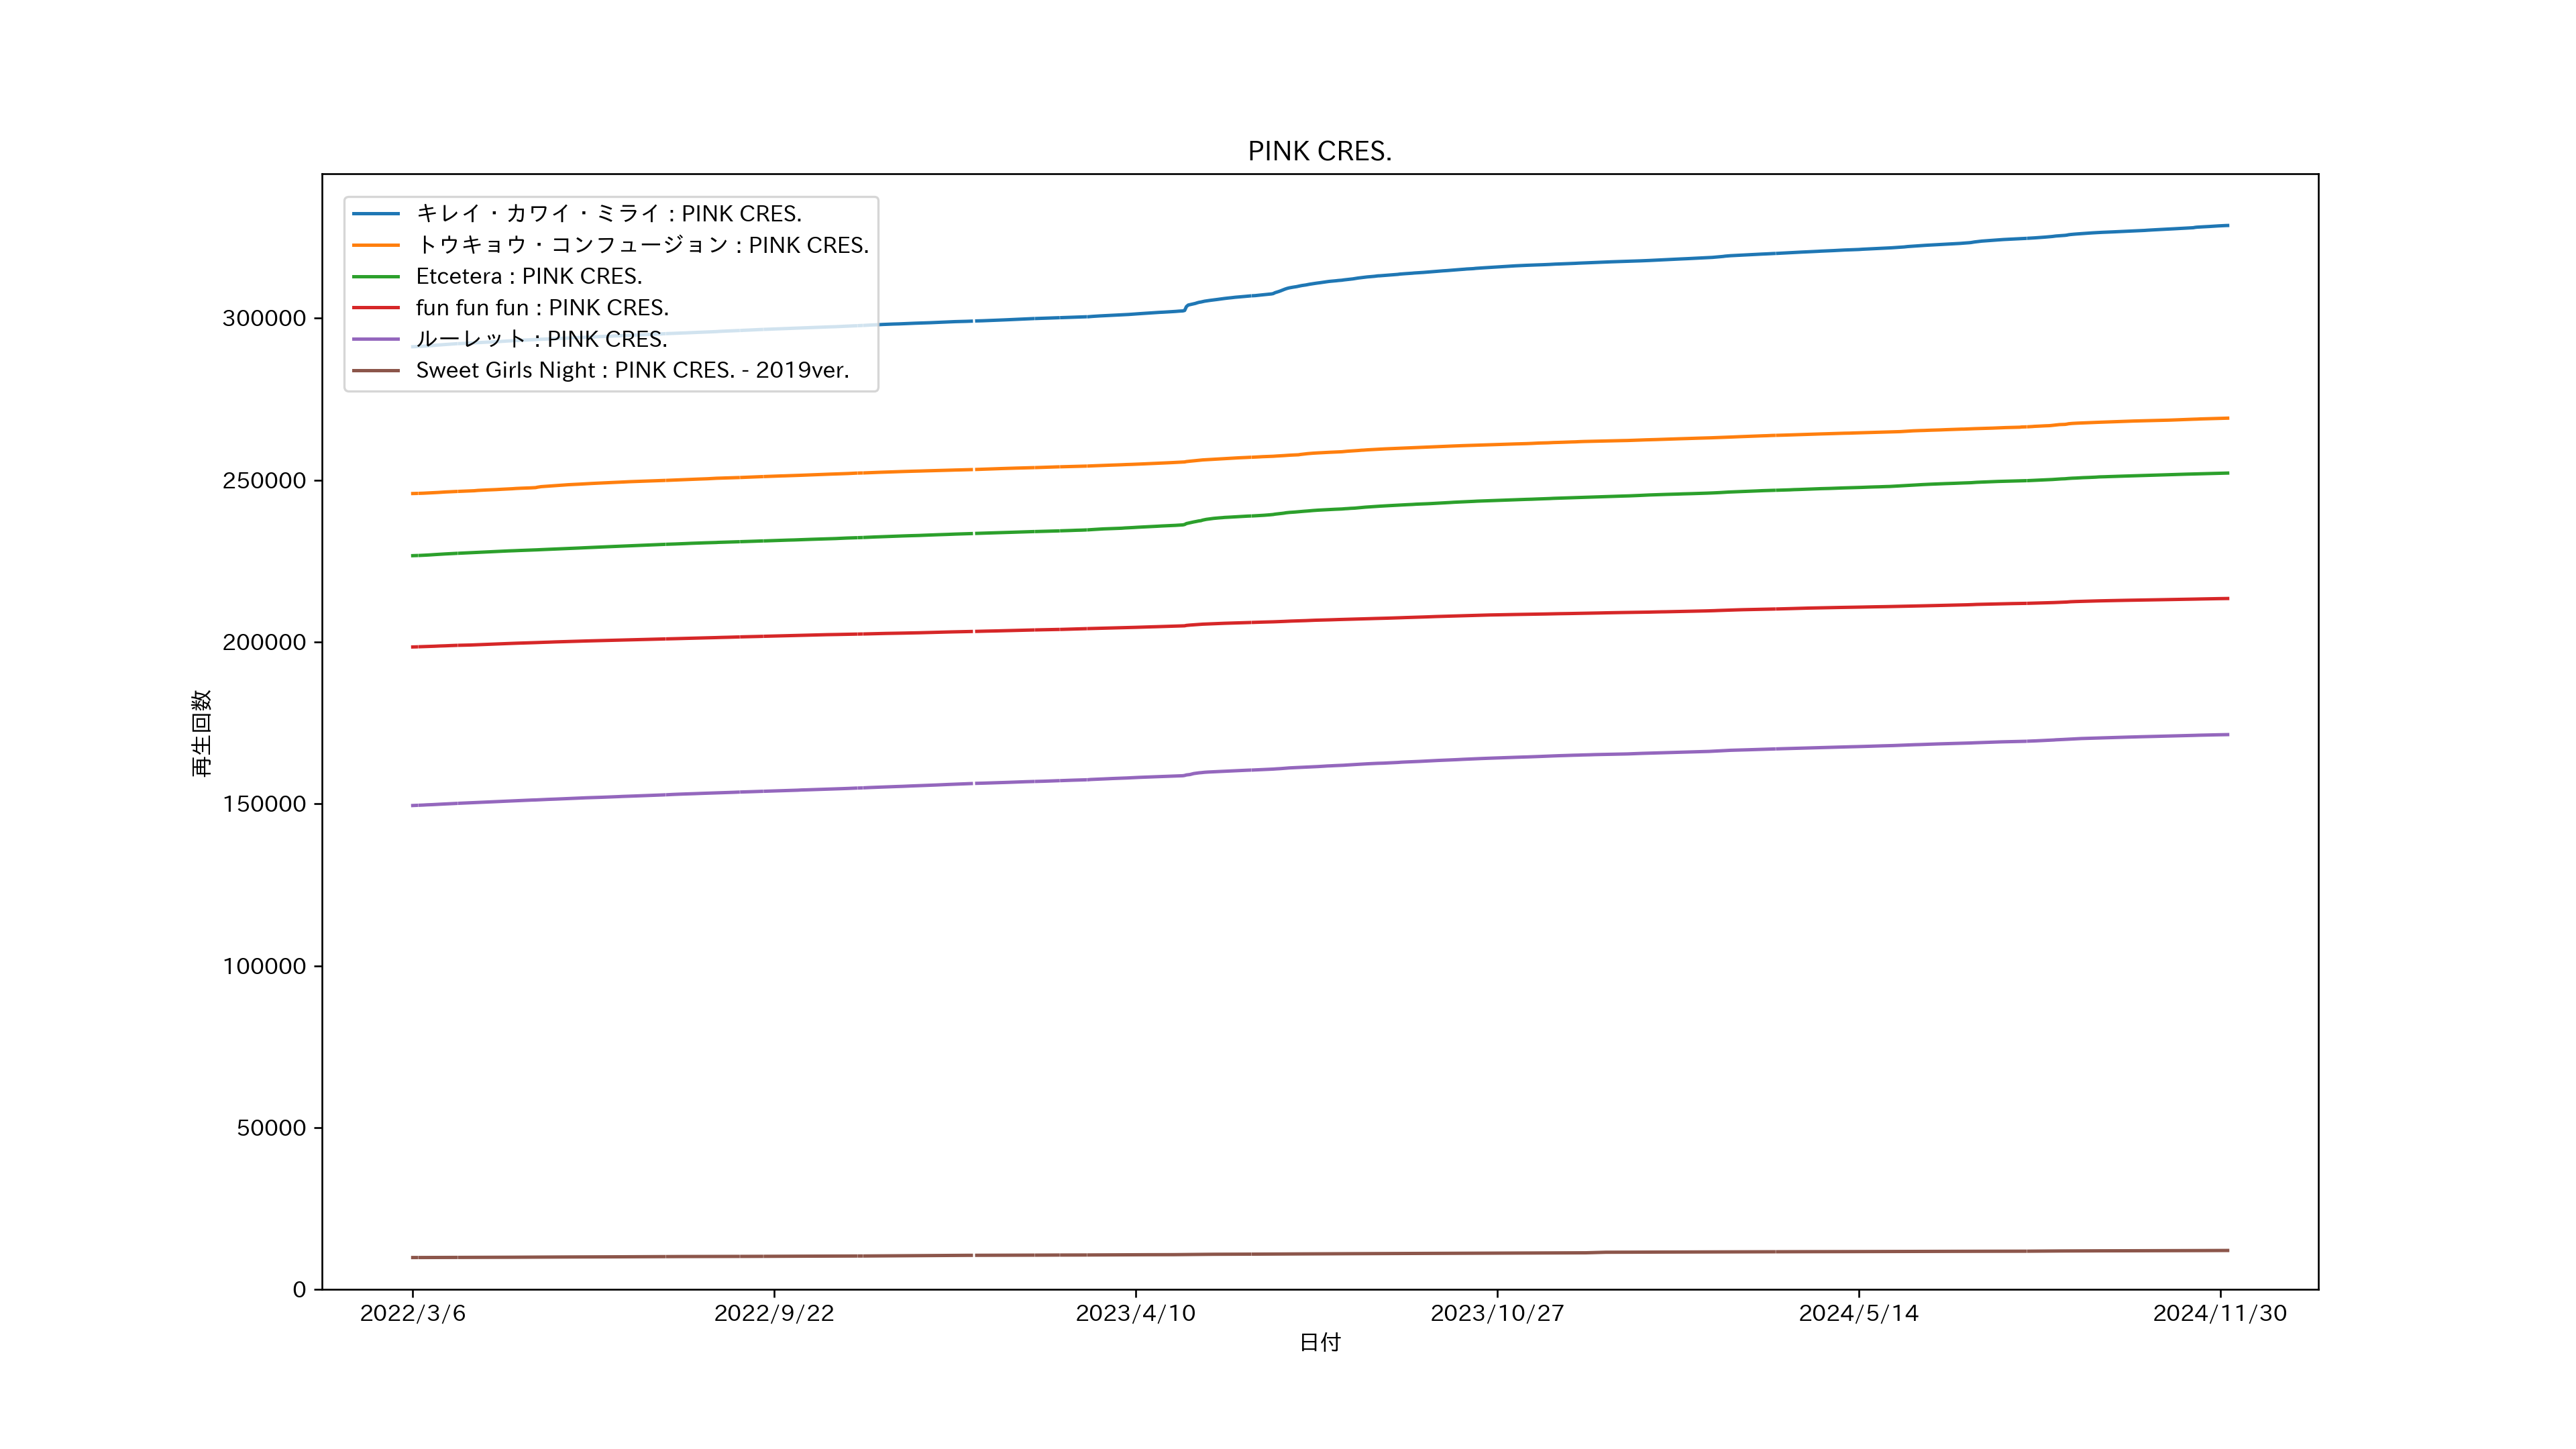 PINK CRES.
キレイ・カワイ・ミライ : PINK CRES.
トウキョウ・コンフュージョン : PINK CRES.
Etcetera : PINK CRES.
fun fun fun : PINK CRES.
ルーレット : PINK CRES.
Sweet Girls Night : PINK CRES. - 2019ver.
300000
250000
200000
150000
100000
50000
0
再生回数
2022/3/6
2022/9/22
2023/4/10
2023/10/27
2024/5/14
2024/11/30
日付